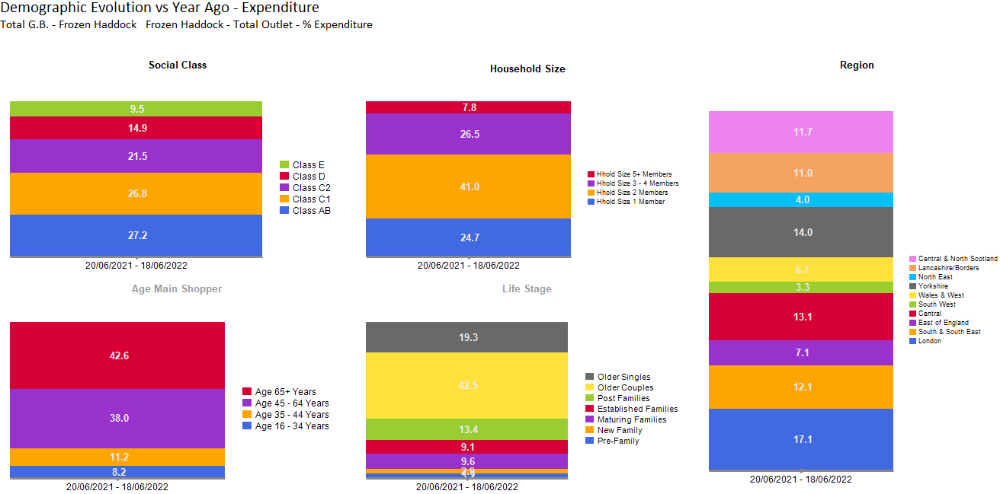 Demographic Evolution vs Year Ago - Expenditure
Total G.B. - Frozen Haddock   Frozen Haddock - Total Outlet - % Expenditure
Social Class
9.5
14.9
21.5
26.8
27.2
20/06/2021 - 18/06/2022
Class E
Class D
Class C2
Class C1
Class AB
Household Size
7.8
26.5
41.0
24.7
20/06/2021 - 18/06/2022
Hhold Size 5+ Members
Hhold Size 3 - 4 Members
Hhold Size 2 Members
Hhold Size 1 Member
Region
11.7
11.0
4.0
14.0
6.7
3.3
13.1
7.1
12.1
17.1
20/06/2021 - 18/06/2022
Central & North Scotland
Lancashire/Borders
North East
Yorkshire
Wales & West
South West
Central
East of England
South & South East
London
Age Main Shopper
42.6
38.0
11.2
8.2
20/06/2021 - 18/06/2022
Age 65+ Years
Age 45 - 64 Years
Age 35 - 44 Years
Age 16 - 34 Years
Life Stage
19.3
42.5
13.4
9.1
9.6
20/06/2021 - 18/06/2022
Older Singles
Older Couples
Post Families
Established Families
Maturing Families
New Family
Pre-Family